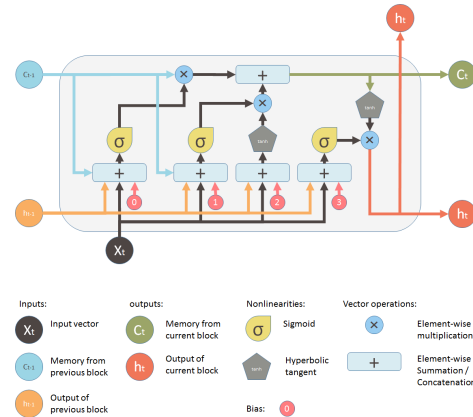 ht
Ct-1
×
+
Ct
tanh
×
σ
σ
tanh
σ
×
+
+
+
+
0
1
2
3
ht-1
ht
Xt
Inputs:
outputs:
Nonlinearities:
Vector operations:
Xt
Input vector
Ct
Memory from
current block
σ
Sigmoid
×
Element-wise
multiplication
Ct-1
Memory from
previous block
ht
Output of
current block
tanh
Hyperbolic
tangent
+
Element-wise
Summation /
Concatenation
ht-1
Output of
previous block
Bias:
0